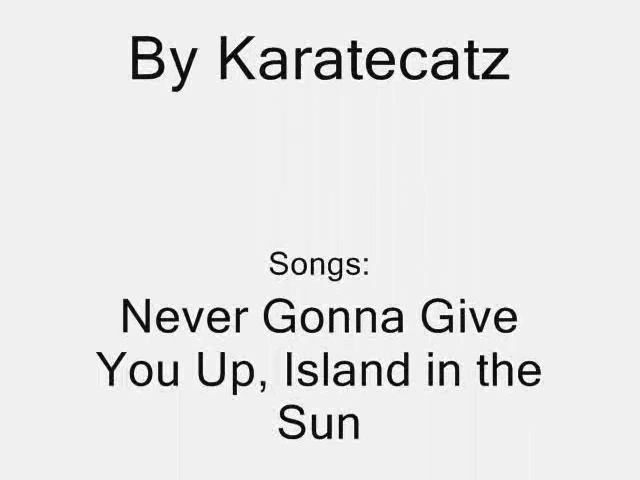 By Karatecatz
Songs:
Never Gonna Give
You Up, Island in the
Sun